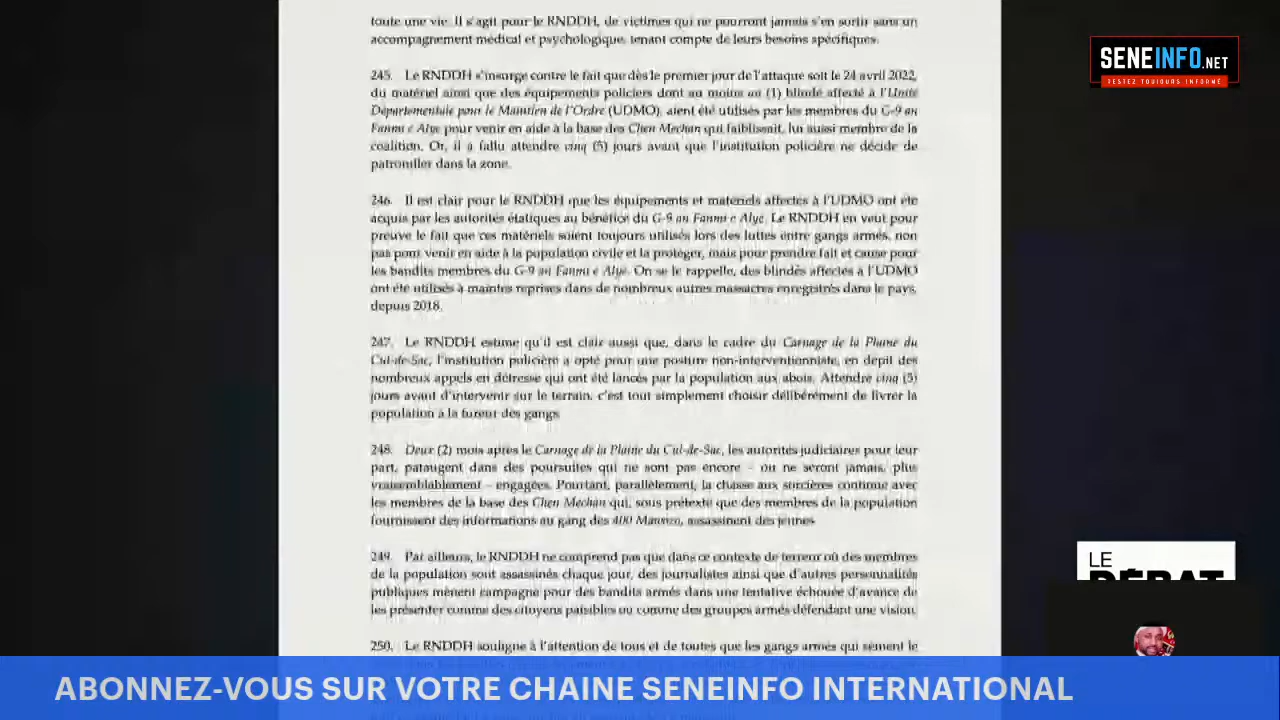 toute une vie. Il s'agit pour le RNDDH, de victimes qui ne pourront jamais s'en sortir sans un
accompagnement médical et psychologique, tenant compte de leurs besoins spécifiques.
245. Le RNDDH s'insurge contre le fait que dès le premier jour de l'attaque soit le 24 avril 2022,
du matériel ainsi que des équipements policiers dont au moins un (1) blindé affecté à l'Unité
Départementale pour le Maintien de l'Ordre (UDMO), aient été utilisés par les membres du G-9 an
Fanmi e Alye pour venir en aide à la base des Chen Mechan qui faiblissait, lui aussi membre de la
coalition. Or, il a fallu attendre cinq (5) jours avant que l'institution policière ne décide de
patrouiller dans la zone.
246. Il est clair pour le RNDDH que les équipements et matériels affectés à l'UDMO ont été
acquis par les autorités étatiques au bénéfice du G-9 an Fanmi e Alye. Le RNDDH en veut pour
preuve le fait que ces matériels soient toujours utilisés lors des luttes entre gangs armés, non
pas pour venir en aide à la population civile et la protéger, mais pour prendre fait et cause pour
les bandits membres du G-9 an Fanmi e Alye. On se le rappelle, des blindés affectés à l'UDMO
ont été utilisés à maintes reprises dans de nombreux autres massacres enregistrés dans le pays,
depuis 2018.
247. Le RNDDH estime qu'il est clair aussi que, dans le cadre du Carnage de la Plaine du
Cul-de-Sac, l'institution policière a opté pour une posture non-interventionniste, en dépit des
nombreux appels en détresse qui ont été lancés par la population aux abois. Attendre cinq (5)
jours avant d'intervenir sur le terrain, c'est tout simplement choisir délibérément de livrer la
population à la fureur des gangs.
248. Deux (2) mois après le Carnage de la Plaine du Cul-de-Sac, les autorités judiciaires pour leur
part, pataugent dans des poursuites qui ne sont pas encore – ou ne seront jamais, plus
vraisemblablement – engagées. Pourtant, parallèlement, la chasse aux sorcières continue avec
les membres de la base des Chen Mechan qui, sous prétexte que des membres de la population
fournissent des informations au gang des 400 Mawozo, assassinent des jeunes.
249. Par ailleurs, le RNDDH ne comprend pas que dans ce contexte de terreur où des membres
de la population sont assassinés chaque jour, des journalistes ainsi que d'autres personnalités
publiques mènent campagne pour des bandits armés dans une tentative échouée d'avance de
les présenter comme des citoyens paisibles ou comme des groupes armés défendant une vision.
250. Le RNDDH souligne à l'attention de tous et de toutes que les gangs armés qui sèment le
SENEINFO.NET
RESTEZ TOUJOURS INFORMÉ
LE
DÉBAT
ABONNEZ-VOUS SUR VOTRE CHAINE SENEINFO INTERNATIONAL